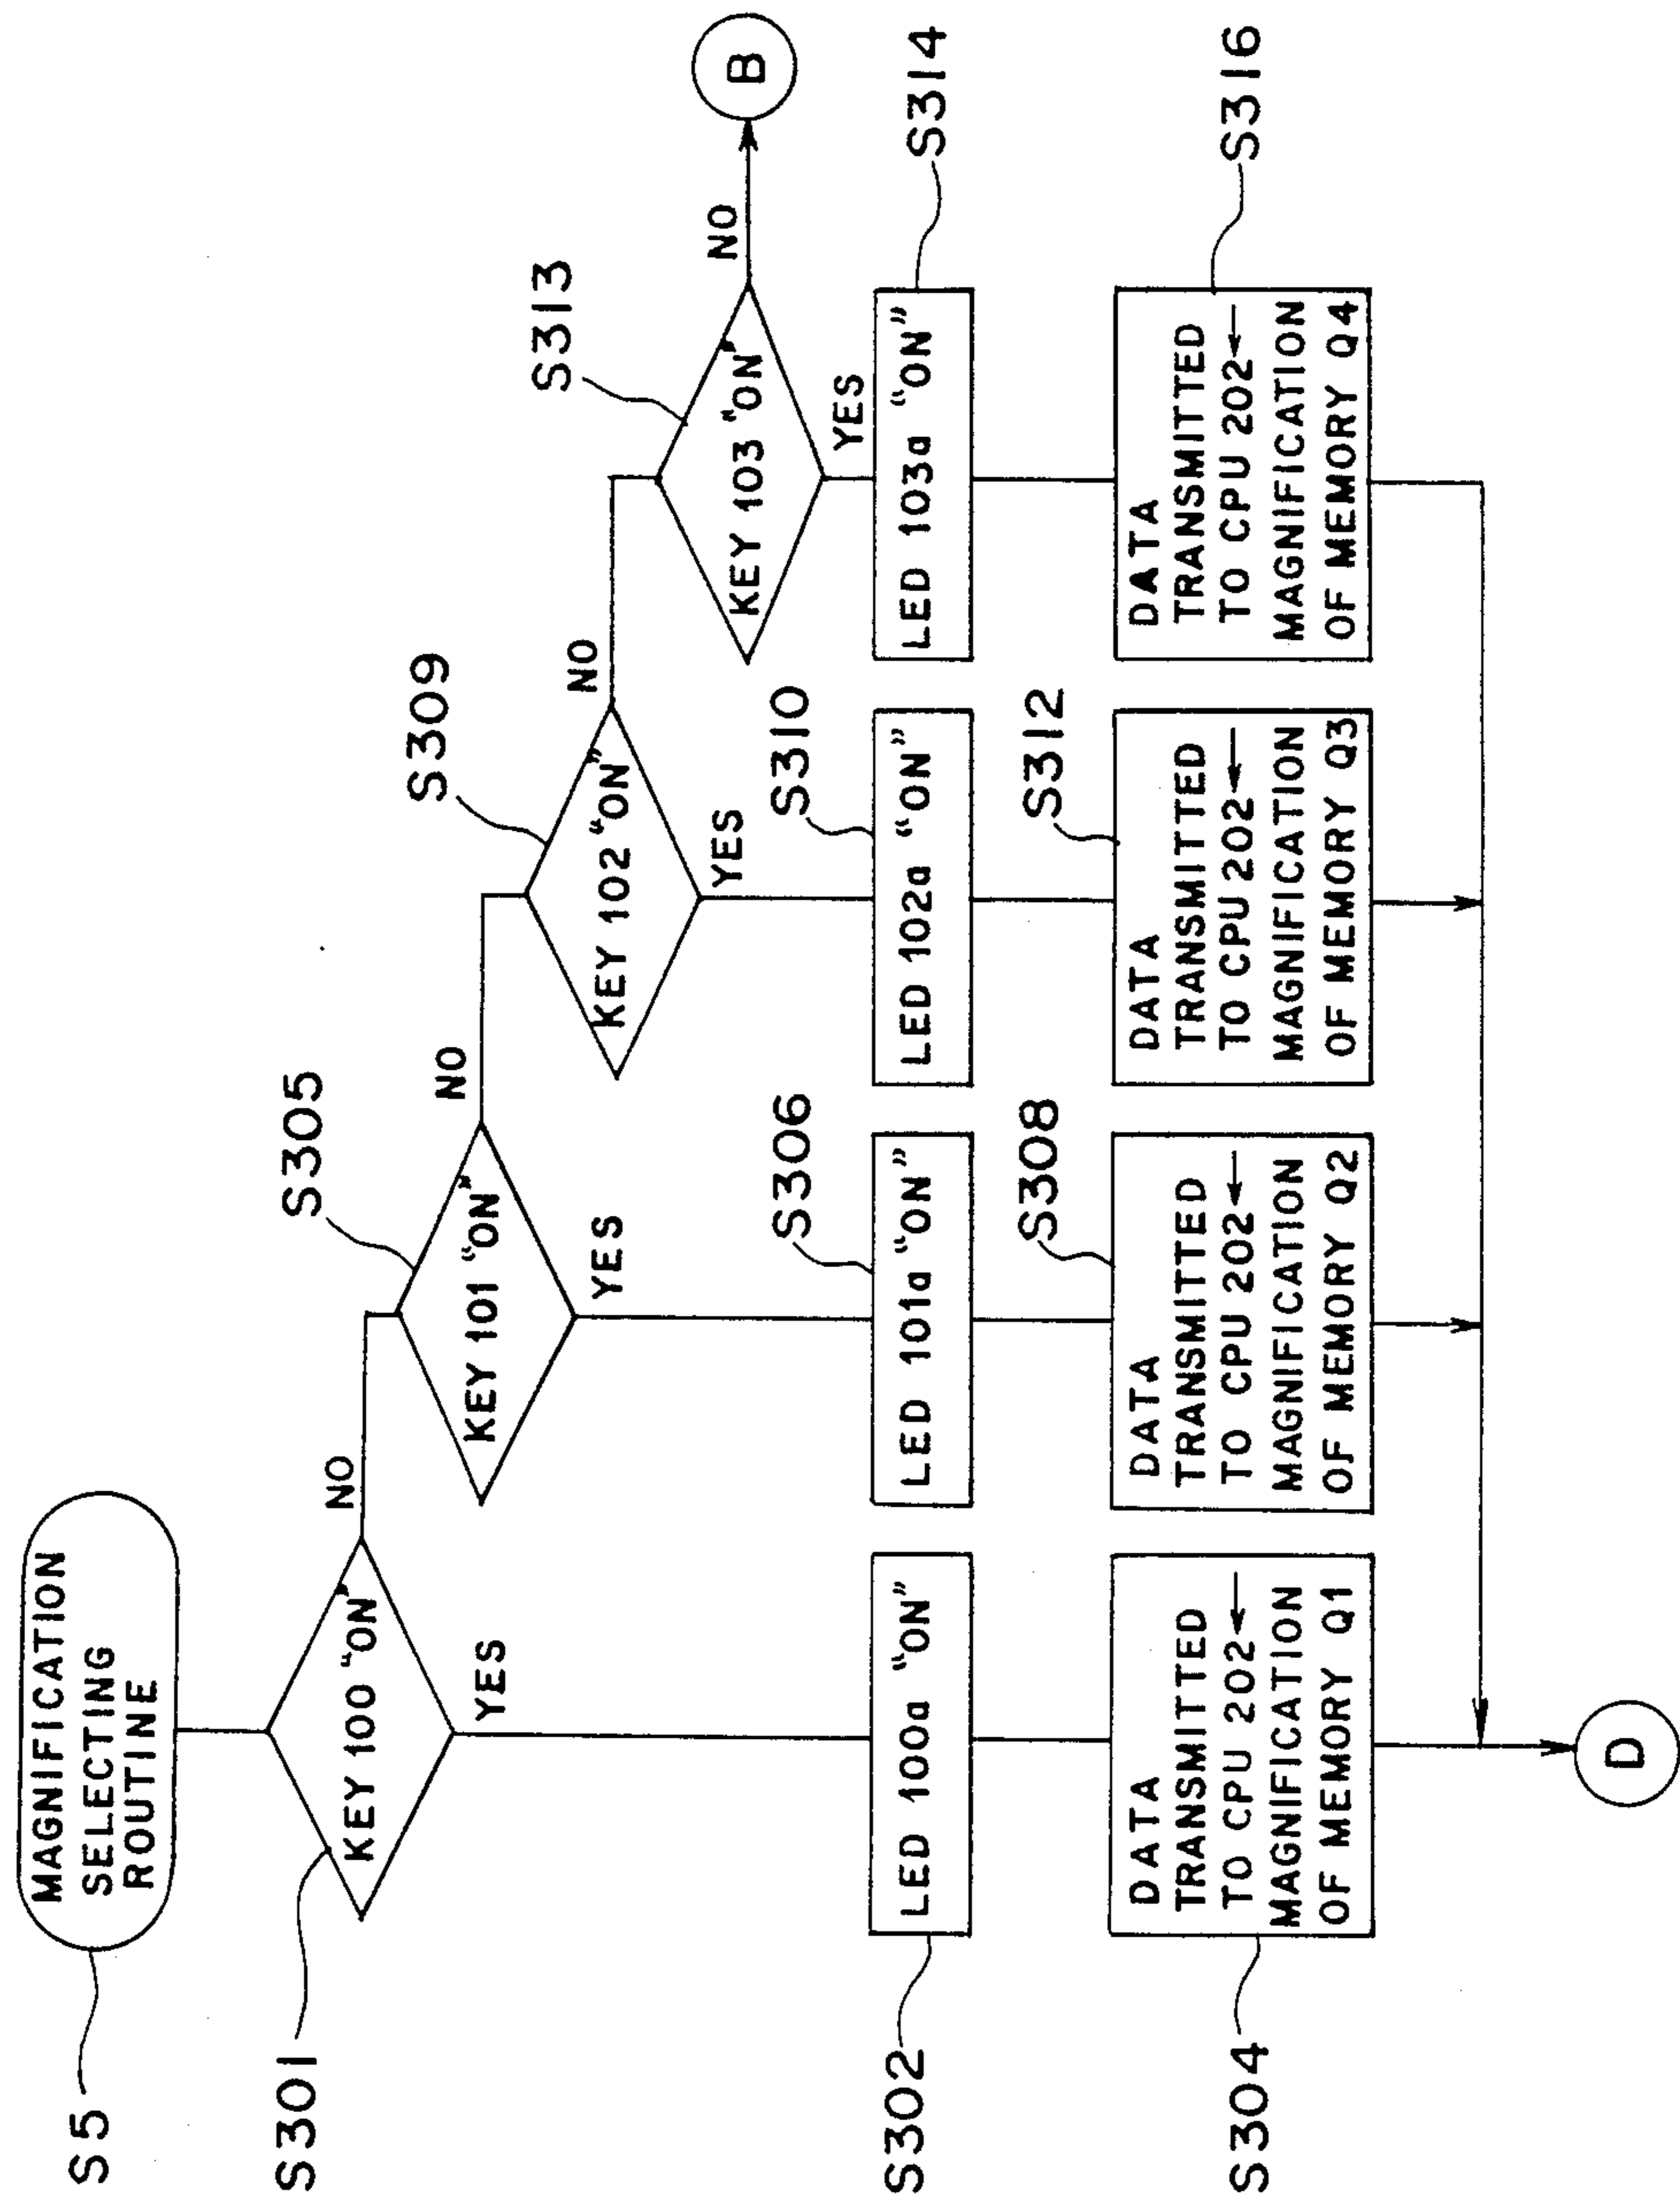 S5
MAGNIFICATION
SELECTING
ROUTINE
S301
KEY 100 "ON"
NO
YES
S305
KEY 101 "ON"
NO
YES
S309
KEY 102 "ON"
NO
YES
S313
KEY 103 "ON"
NO
YES
B
S302
LED 100a "ON"
S306
LED 101a "ON"
S310
LED 102a "ON"
S314
LED 103a "ON"
S304
DATA
TRANSMITTED
TO CPU 202←
MAGNIFICATION
OF MEMORY Q1
S308
DATA
TRANSMITTED
TO CPU 202←
MAGNIFICATION
OF MEMORY Q2
S312
DATA
TRANSMITTED
TO CPU 202←
MAGNIFICATION
OF MEMORY Q3
S316
DATA
TRANSMITTED
TO CPU 202←
MAGNIFICATION
OF MEMORY Q4
D